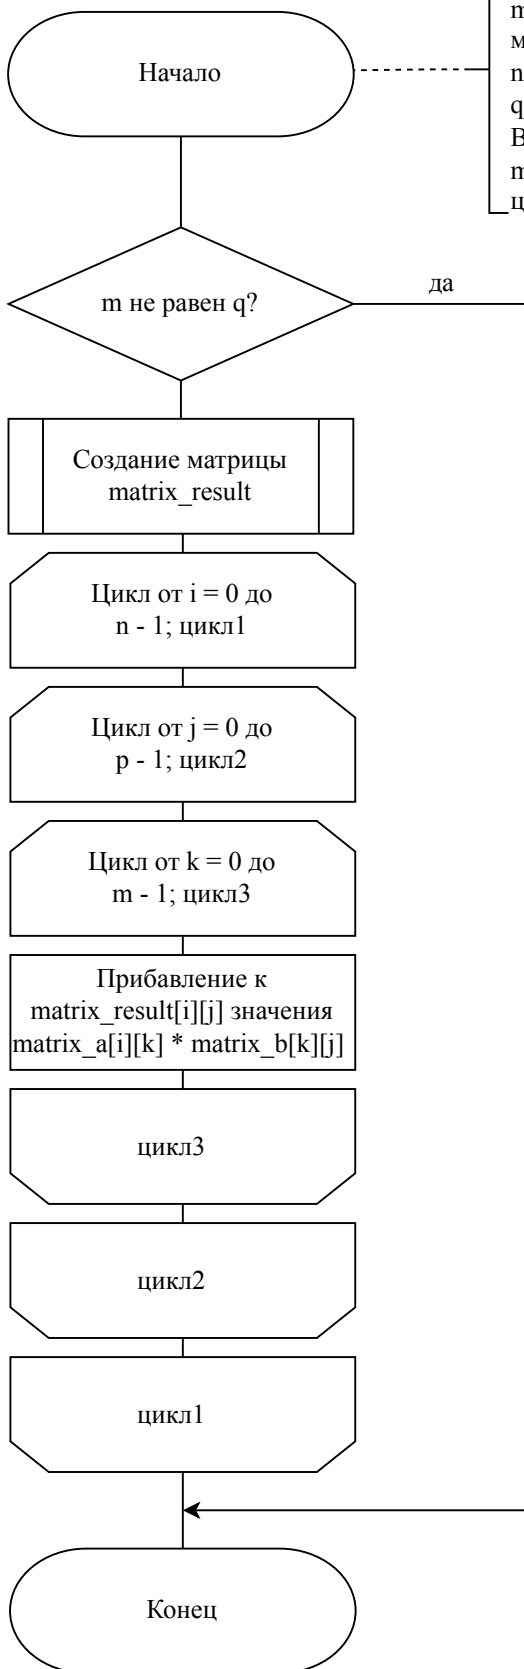 Начало
m не равен q?
да
Создание матрицы
matrix_result
Цикл от i = 0 до
n - 1; цикл1
Цикл от j = 0 до
p - 1; цикл2
Цикл от k = 0 до
m - 1; цикл3
Прибавление к
matrix_result[i][j] значения
matrix_a[i][k] * matrix_b[k][j]
цикл3
цикл2
цикл1
Конец